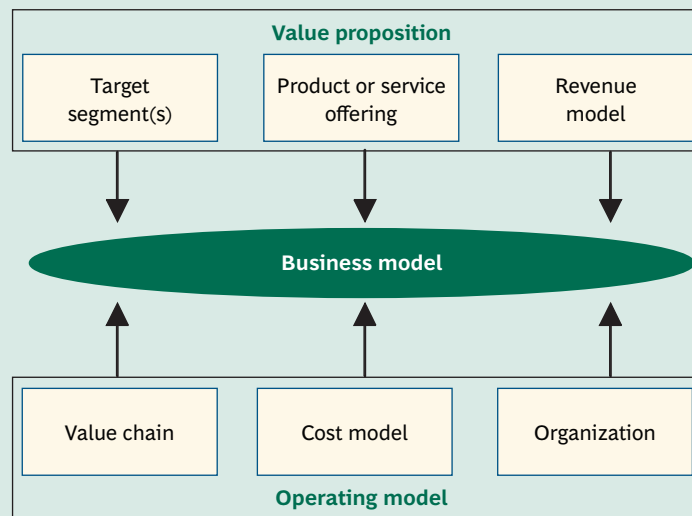 Value proposition
Target
segment(s)
Product or service
offering
Revenue
model
Business model
Value chain
Cost model
Organization
Operating model